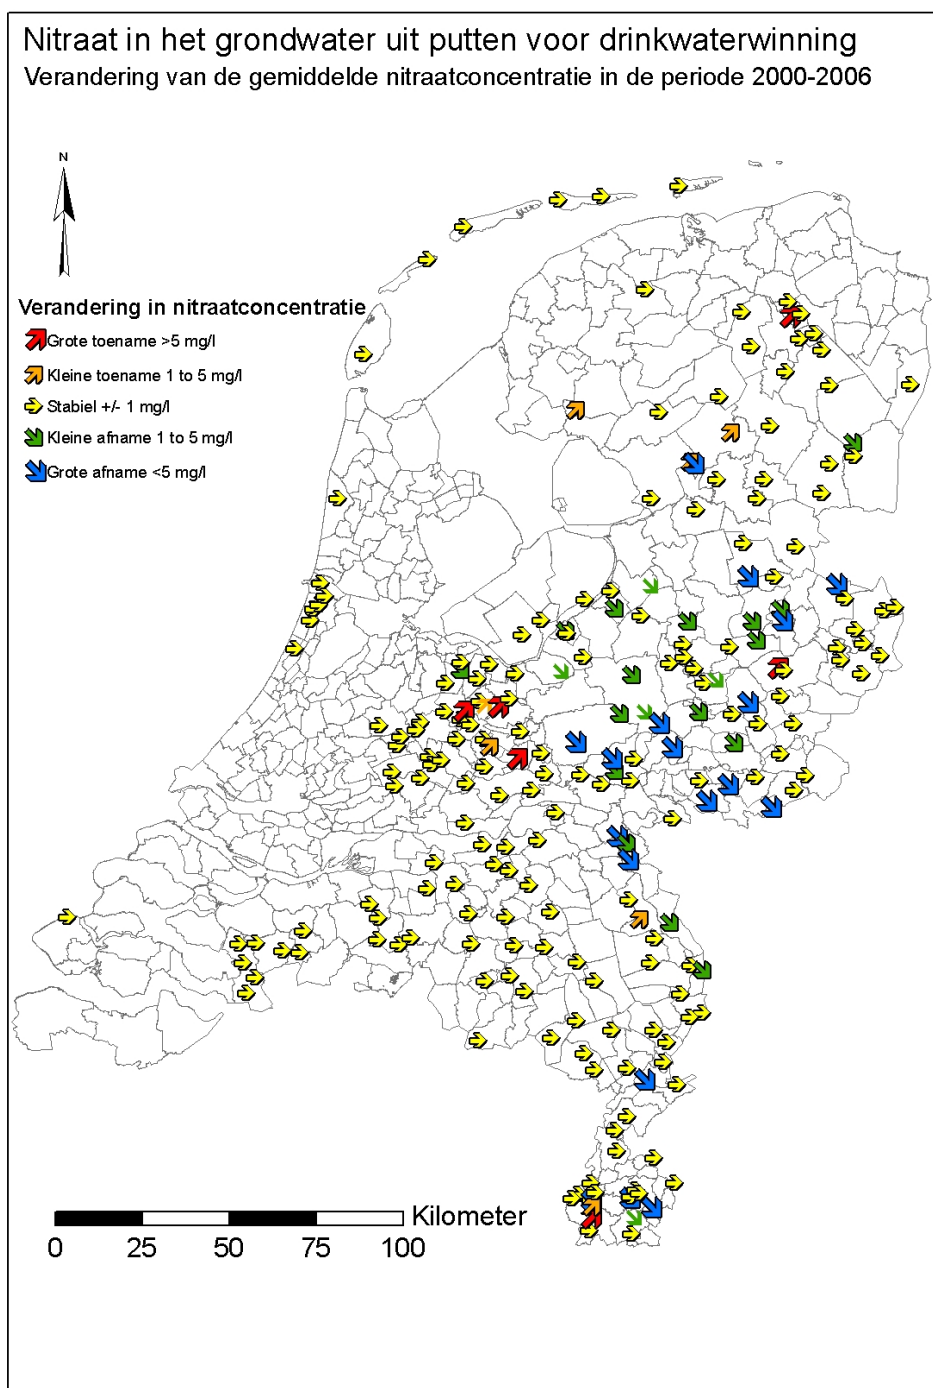 Nitraat in het grondwater uit putten voor drinkwaterwinning
Verandering van de gemiddelde nitraatconcentratie in de periode 2000-2006
N
Verandering in nitraatconcentratie
Grote toename >5 mg/l
Kleine toename 1 to 5 mg/l
Stabiel +/- 1 mg/l
Kleine afname 1 to 5 mg/l
Grote afname <5 mg/l
Kilometer
0 25 50 75 100